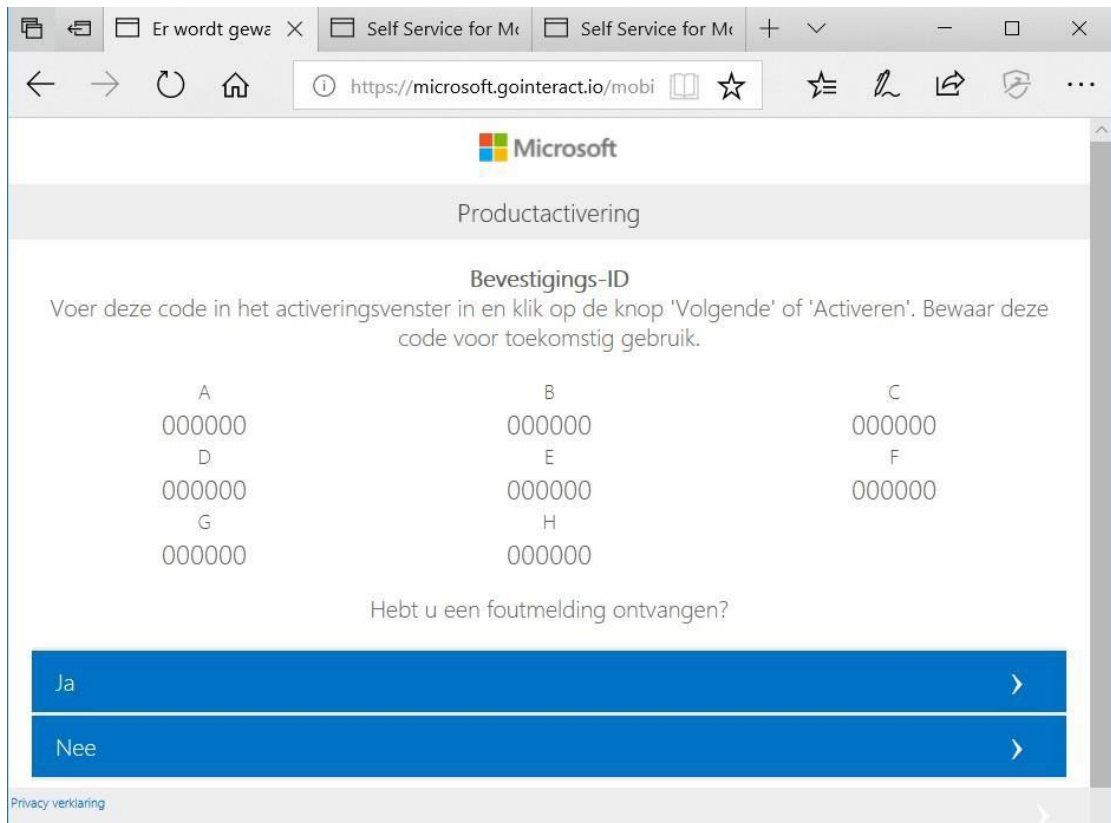 Er wordt gewa
Self Service for Mo
Self Service for Mo
https://microsoft.gointeract.io/mobi
Microsoft
Productactivering
Bevestigings-ID
Voer deze code in het activeringsvenster in en klik op de knop 'Volgende' of 'Activeren'. Bewaar deze
code voor toekomstig gebruik.
A B C
000000 000000 000000
D E F
000000 000000 000000
G H
000000 000000
Hebt u een foutmelding ontvangen?
Ja
Nee
Privacy verklaring